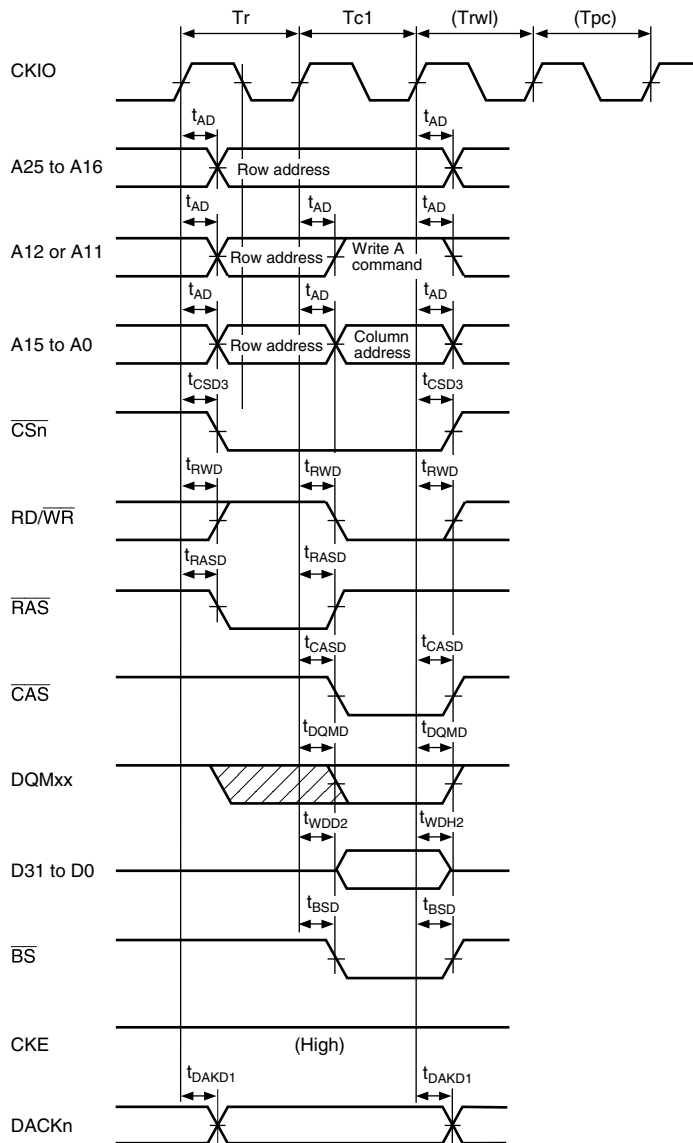 Tr Tc1 (Trwl) (Tpc)
CKIO
tAD tAD
A25 to A16 Row address
tAD tAD tAD
A12 or A11 Row address Write A command
tAD tAD tAD
A15 to A0 Row address Column address
tCSD3 tCSD3
CSn
tRWD tRWD tRWD
RD/WR
tRASD tRASD
RAS
tCASD tCASD
CAS
tDQMD tDQMD
DQMxx
tWDD2 tWDH2
D31 to D0
tBSD tBSD
BS
CKE (High)
tDAKD1 tDAKD1
DACKn